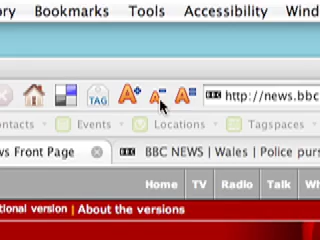 ory Bookmarks Tools Accessibility Wind
TAG A+ A- A= http://news.bbc
ontacts Events Locations Tagspaces
ws Front Page BBC NEWS | Wales | Police purs
Home TV Radio Talk Wh
tional version | About the versions